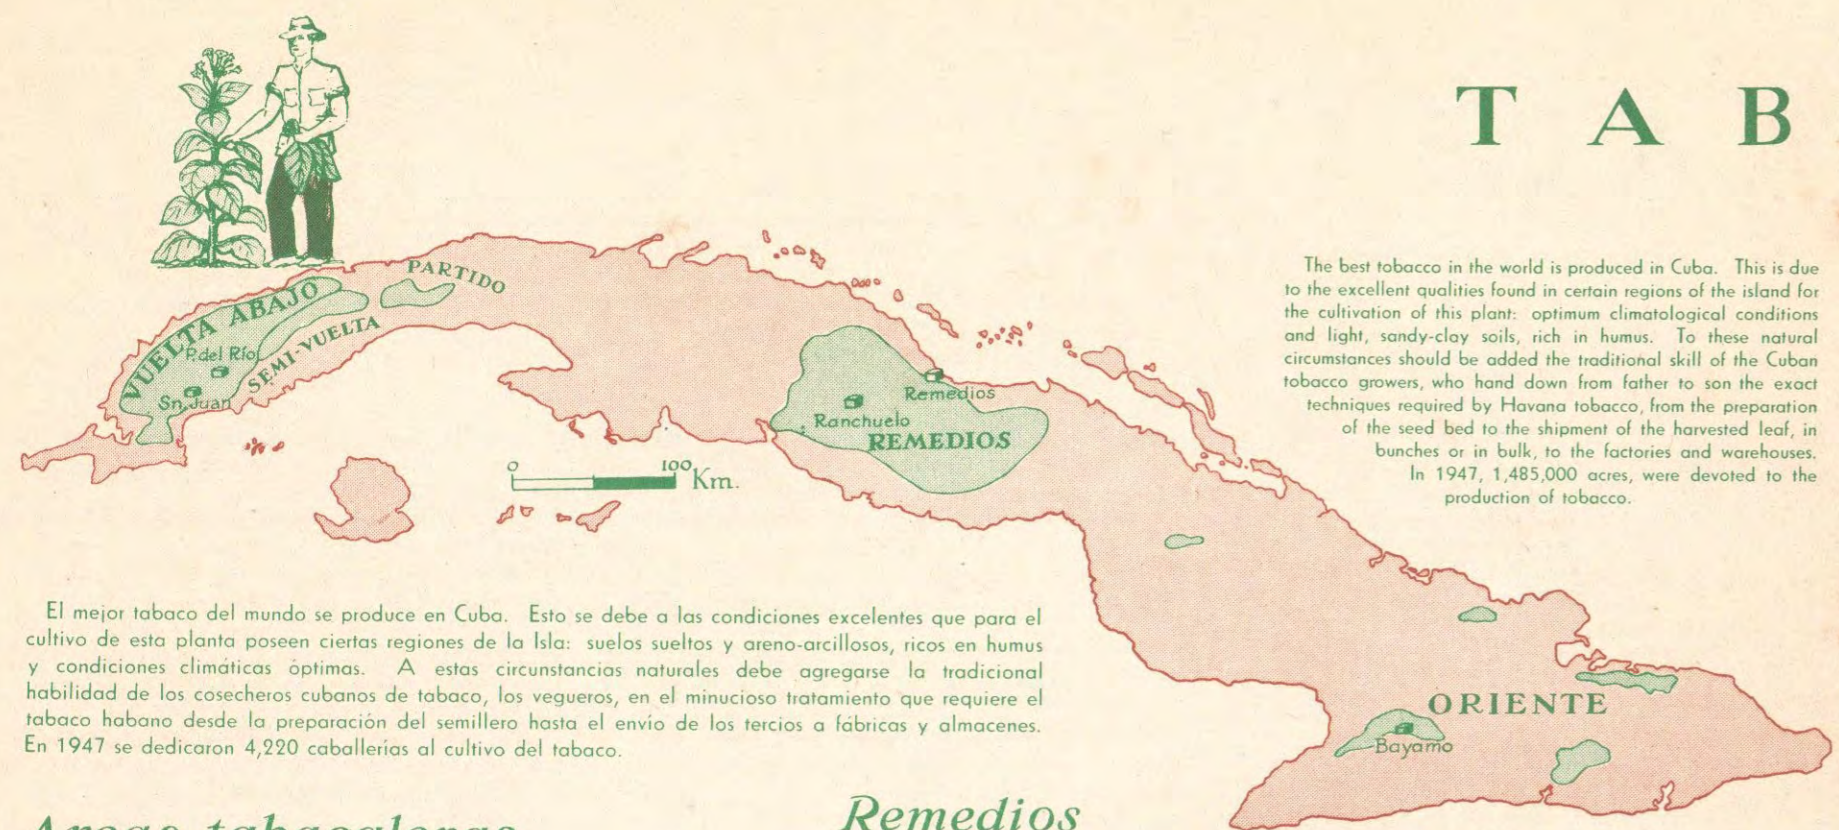 T A B
PARTIDO
VUELTA ABAJO
SEMI-VUELTA
P. del Río
Sn. Juan
Remedios
Ranchuelo
REMEDIOS
0 100 Km.
ORIENTE
Bayamo
The best tobacco in the world is produced in Cuba. This is due
to the excellent qualities found in certain regions of the island for
the cultivation of this plant: optimum climatological conditions
and light, sandy-clay soils, rich in humus. To these natural
circumstances should be added the traditional skill of the Cuban
tobacco growers, who hand down from father to son the exact
techniques required by Havana tobacco, from the preparation
of the seed bed to the shipment of the harvested leaf, in
bunches or in bulk, to the factories and warehouses.
In 1947, 1,485,000 acres, were devoted to the
production of tobacco.
El mejor tabaco del mundo se produce en Cuba. Esto se debe a las condiciones excelentes que para el
cultivo de esta planta poseen ciertas regiones de la Isla: suelos sueltos y areno-arcillosos, ricos en humus
y condiciones climáticas óptimas. A estas circunstancias naturales debe agregarse la tradicional
habilidad de los cosecheros cubanos de tabaco, los vegueros, en el minucioso tratamiento que requiere el
tabaco habano desde la preparación del semillero hasta el envío de los tercios a fábricas y almacenes.
En 1947 se dedicaron 4,220 caballerías al cultivo del tabaco.
Areas tabacaleras
Remedios